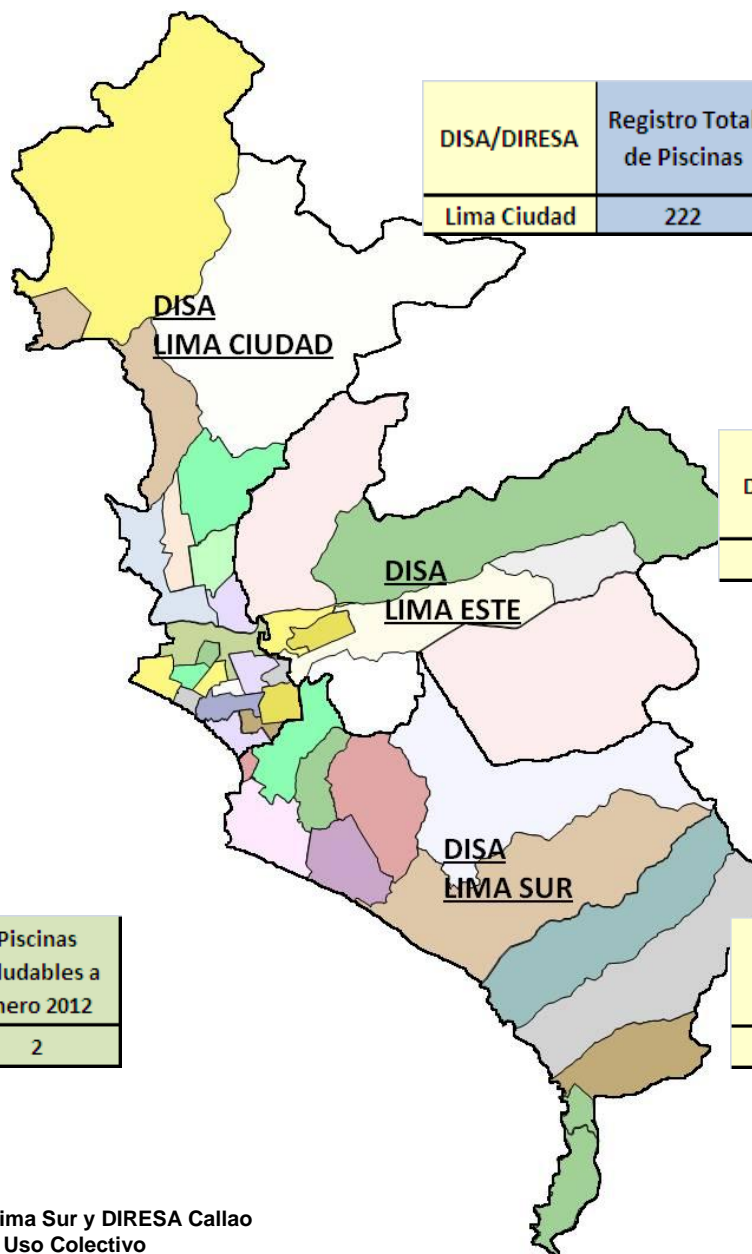 DISA/DIRESA
Registro Total
de Piscinas
Lima Ciudad
222
DISA
LIMA CIUDAD
D
DISA
LIMA ESTE
DISA
LIMA SUR
Piscinas
ludables a
nero 2012
2
ima Sur y DIRESA Callao
Uso Colectivo